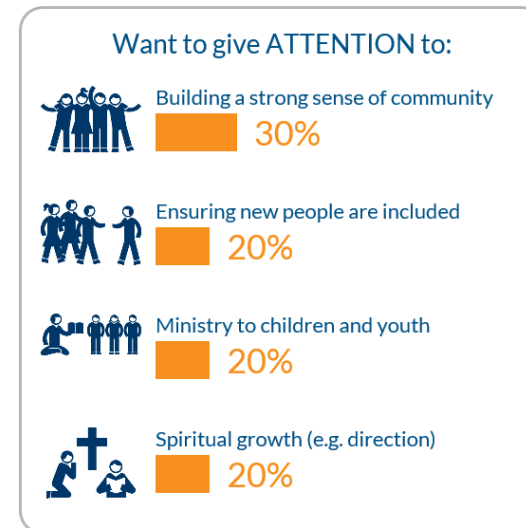 Want to give ATTENTION to:
Building a strong sense of community
30%
Ensuring new people are included
20%
Ministry to children and youth
20%
Spiritual growth (e.g. direction)
20%